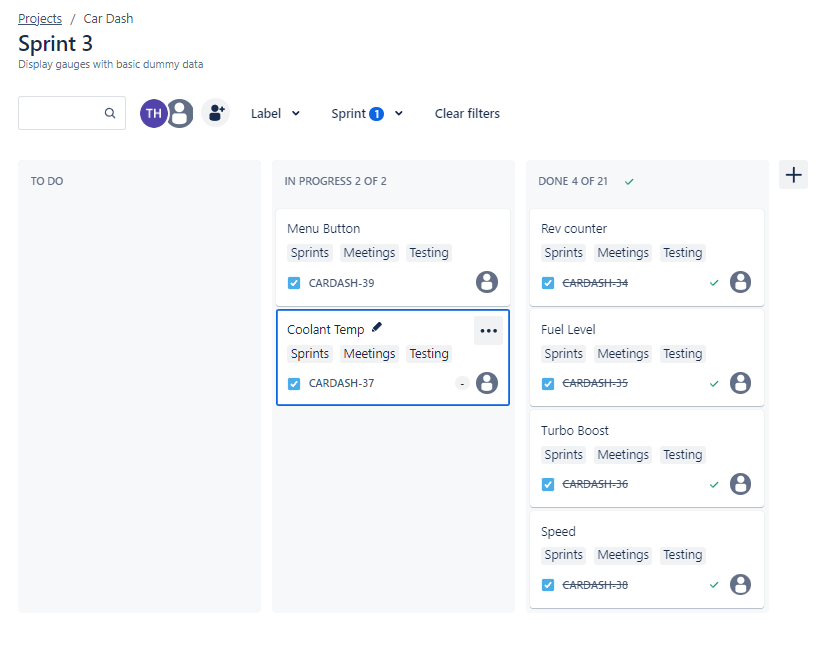 Projects / Car Dash
Sprint 3
Display gauges with basic dummy data
TH Label Sprint 1 Clear filters
TO DO
IN PROGRESS 2 OF 2
Menu Button
Sprints Meetings Testing
CARDASH-39
Coolant Temp
Sprints Meetings Testing
CARDASH-37 -
DONE 4 OF 21
Rev counter
Sprints Meetings Testing
CARDASH-34
Fuel Level
Sprints Meetings Testing
CARDASH-35
Turbo Boost
Sprints Meetings Testing
CARDASH-36
Speed
Sprints Meetings Testing
CARDASH-38